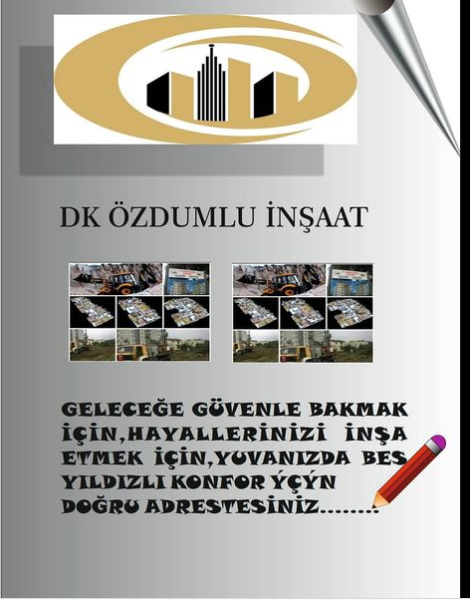 DK ÖZDUMLU İNŞAAT
GELECEĞE GÜVENLE BAKMAK
İÇİN,HAYALLERİNİZİ İNŞA
ETMEK İÇİN,YUVANIZDA BES
YILDIZLI KONFOR ÝÇÝN
DOĞRU ADRESTESİNİZ........